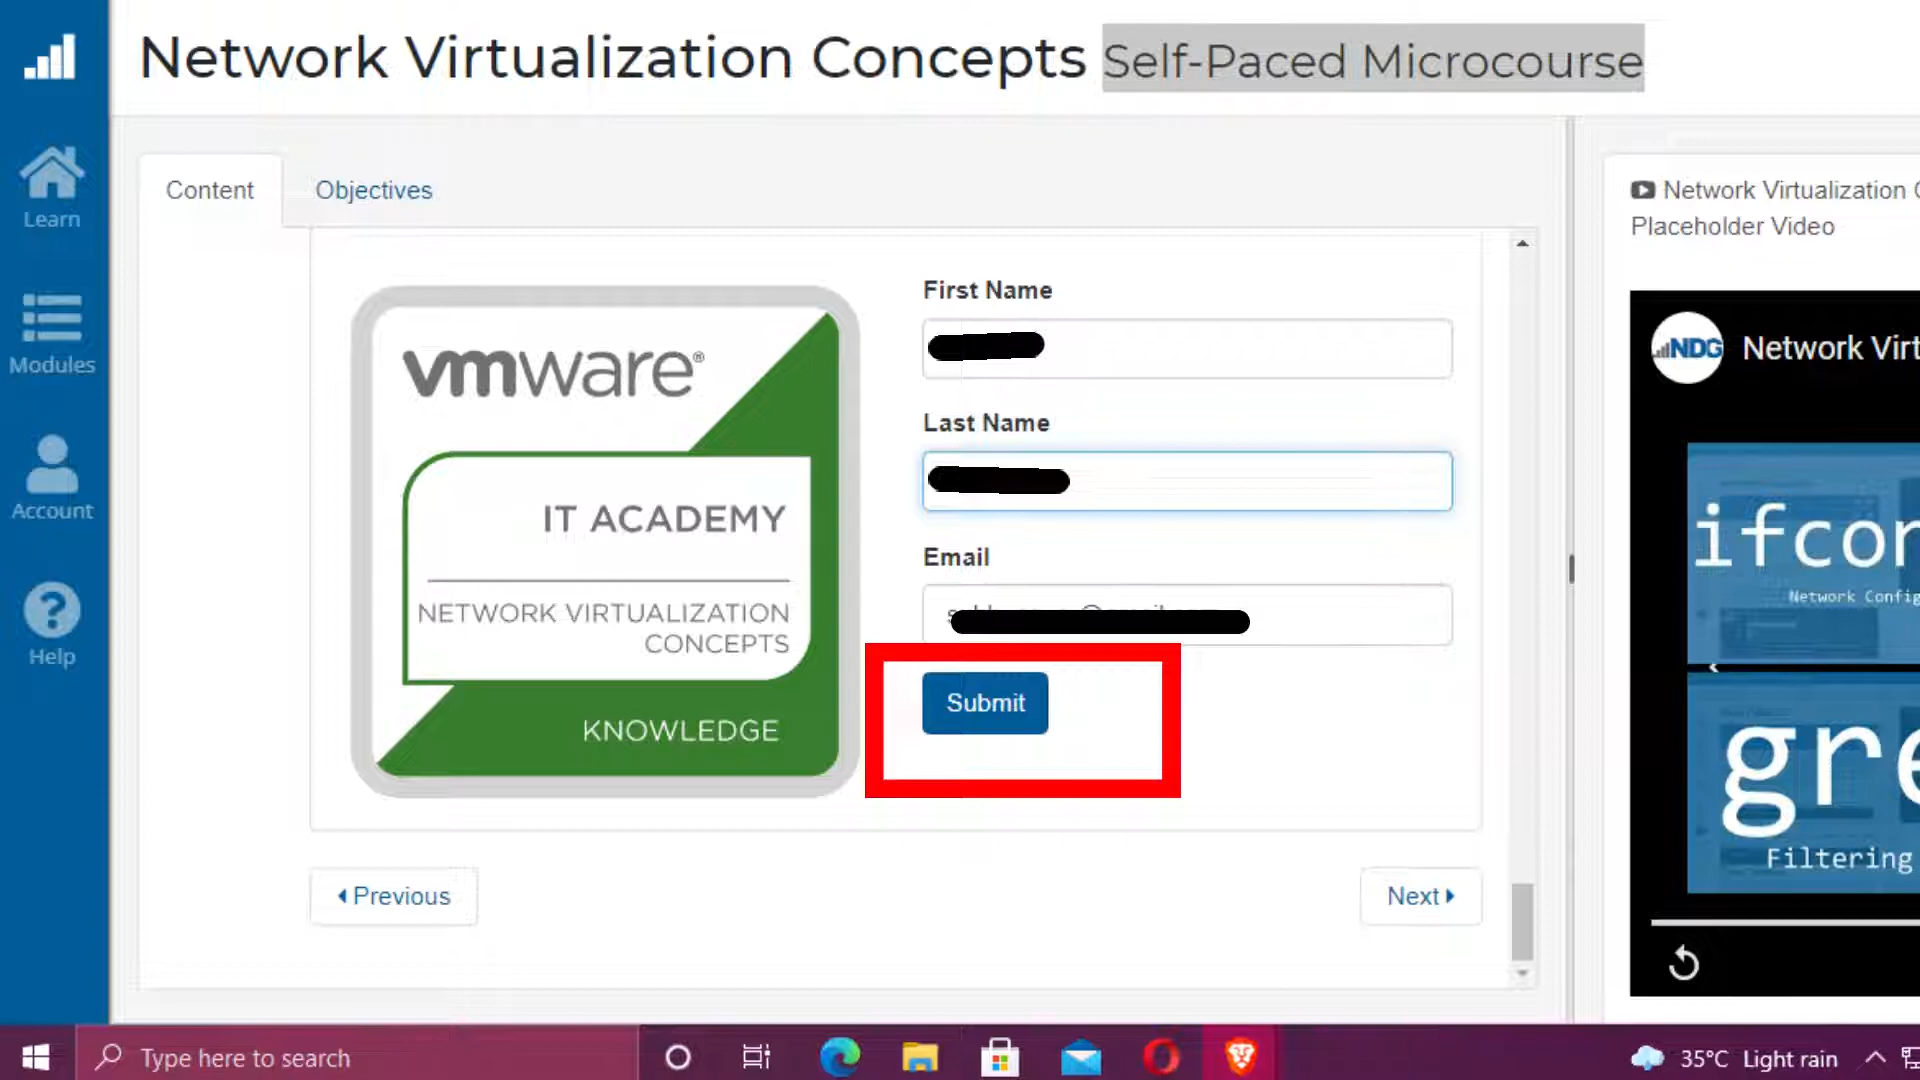 Network Virtualization Concepts Self-Paced Microcourse
Learn
Modules
Account
Help
Content
Objectives
vmware®
IT ACADEMY
NETWORK VIRTUALIZATION
CONCEPTS
KNOWLEDGE
First Name
Last Name
Email
Submit
Previous
Next
Network Virtualization
Placeholder Video
NDG
Network Virt
ifcon
Network Config
gre
Filtering
Type here to search
35°C Light rain